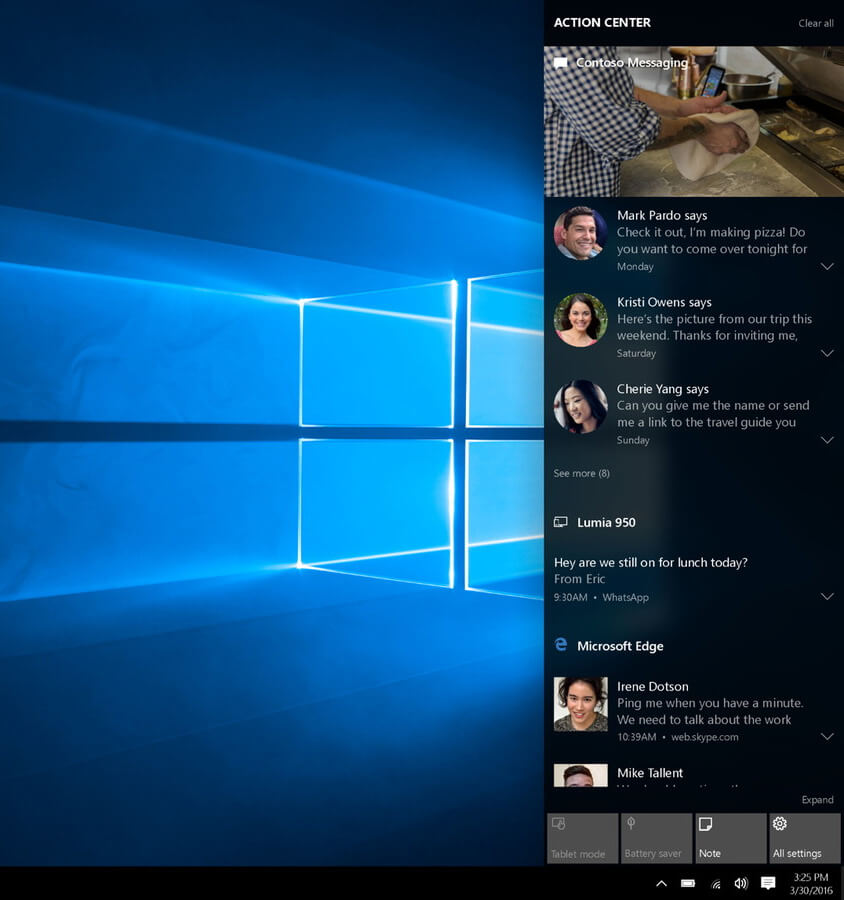 ACTION CENTER
Clear all
Contoso Messaging
Mark Pardo says
Check it out, I'm making pizza! Do
you want to come over tonight for
Monday
Kristi Owens says
Here's the picture from our trip this
weekend. Thanks for inviting me,
Saturday
Cherie Yang says
Can you give me the name or send
me a link to the travel guide you
Sunday
See more (8)
Lumia 950
Hey are we still on for lunch today?
From Eric
9:30AM • WhatsApp
Microsoft Edge
Irene Dotson
Ping me when you have a minute.
We need to talk about the work
10:39AM • web.skype.com
Mike Tallent
Expand
Tablet mode
Battery saver
Note
All settings
3:25 PM
3/30/2016